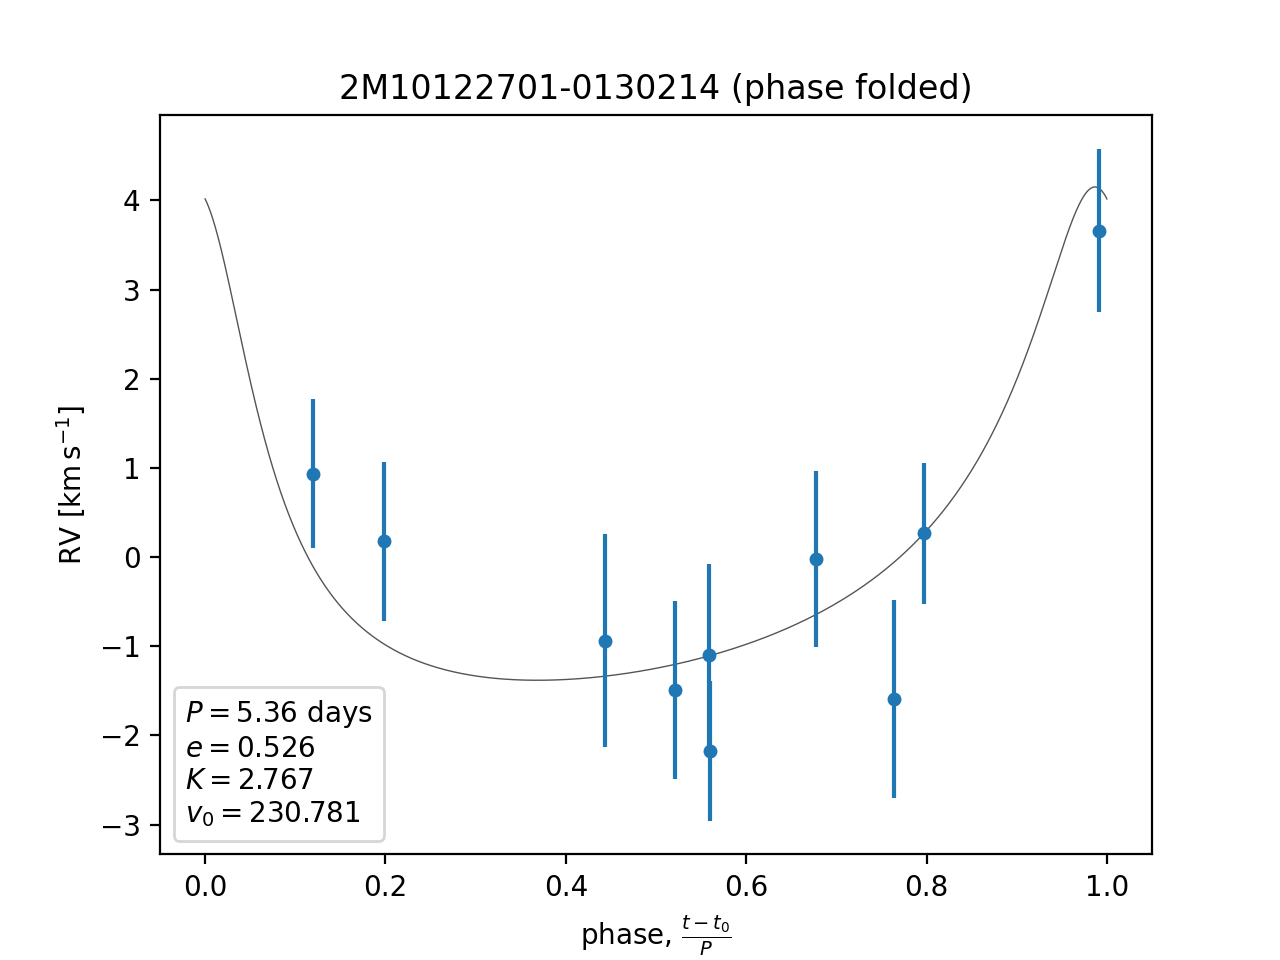 2M10122701-0130214 (phase folded)
RV [km s⁻¹]
4
3
2
1
0
−1
−2
−3
P = 5.36 days
e = 0.526
K = 2.767
v₀ = 230.781
0.0 0.2 0.4 0.6 0.8 1.0
phase, (t − t₀)/P